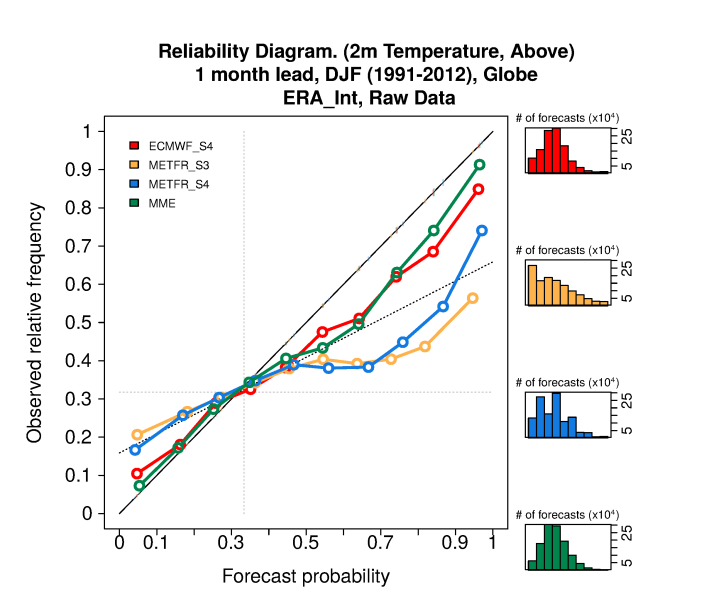 Reliability Diagram. (2m Temperature, Above)
1 month lead, DJF (1991-2012), Globe
ERA_Int, Raw Data
ECMWF_S4
METFR_S3
METFR_S4
MME
Observed relative frequency
1
0.9
0.8
0.7
0.6
0.5
0.4
0.3
0.2
0.1
0
0 0.1 0.3 0.5 0.7 0.9 1
Forecast probability
# of forecasts (x10⁴)
5 25
# of forecasts (x10⁴)
5 25
# of forecasts (x10⁴)
5 25
# of forecasts (x10⁴)
5 25